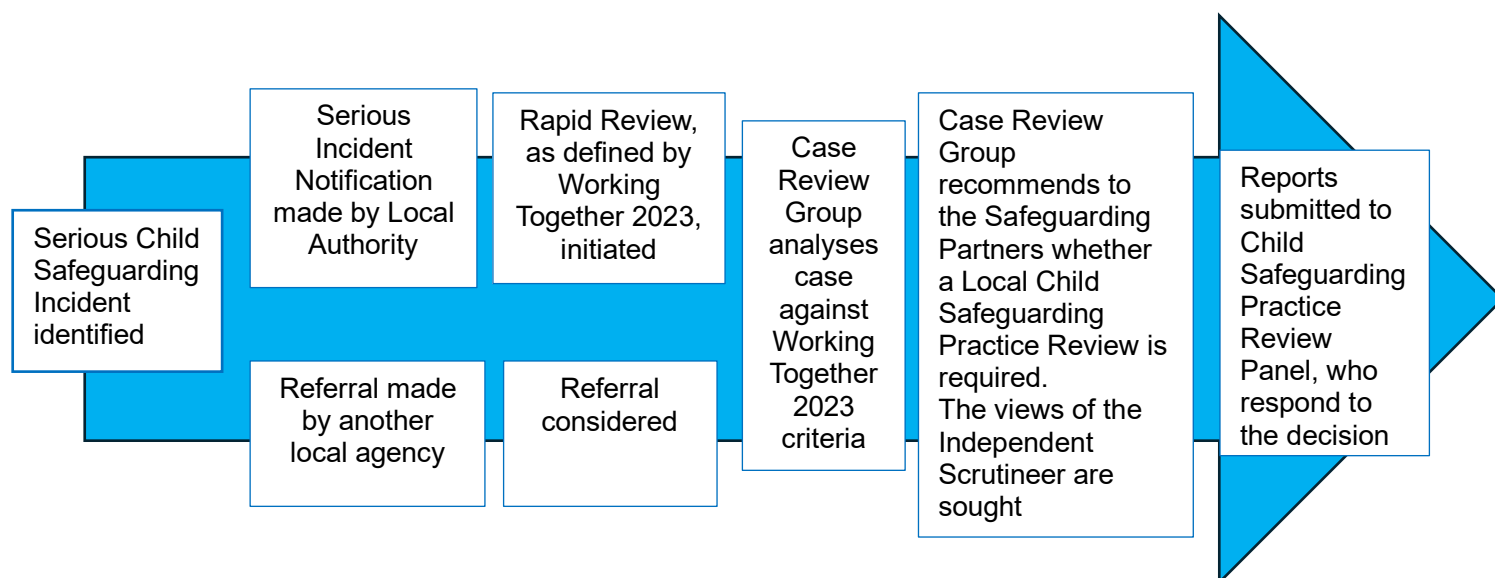 Serious Child
Safeguarding
Incident
identified
Serious
Incident
Notification
made by Local
Authority
Referral made
by another
local agency
Rapid Review,
as defined by
Working
Together 2023,
initiated
Referral
considered
Case
Review
Group
analyses
case
against
Working
Together
2023
criteria
Case Review
Group
recommends to
the Safeguarding
Partners whether
a Local Child
Safeguarding
Practice Review is
required.
The views of the
Independent
Scrutineer are
sought
Reports
submitted to
Child
Safeguarding
Practice
Review
Panel, who
respond to
the decision